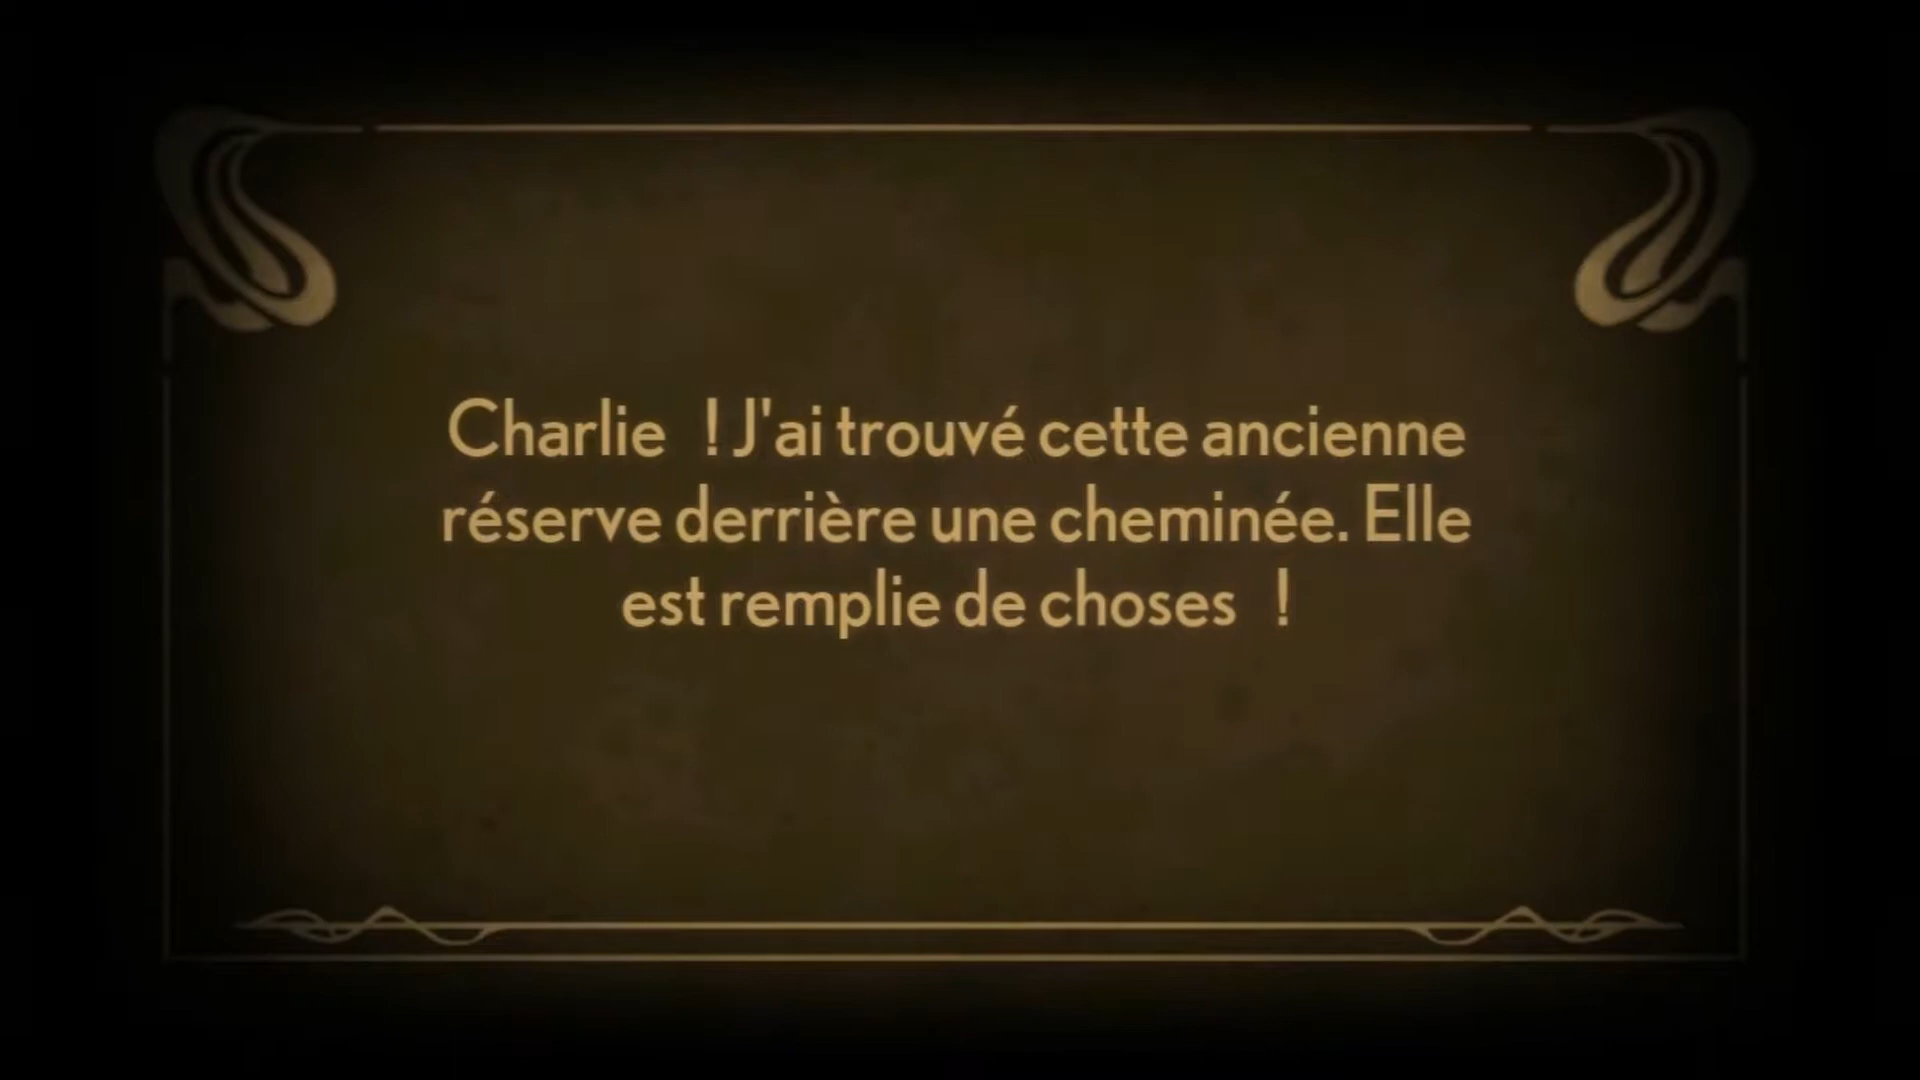 Charlie  ! J'ai trouvé cette ancienne
réserve derrière une cheminée. Elle
est remplie de choses  !